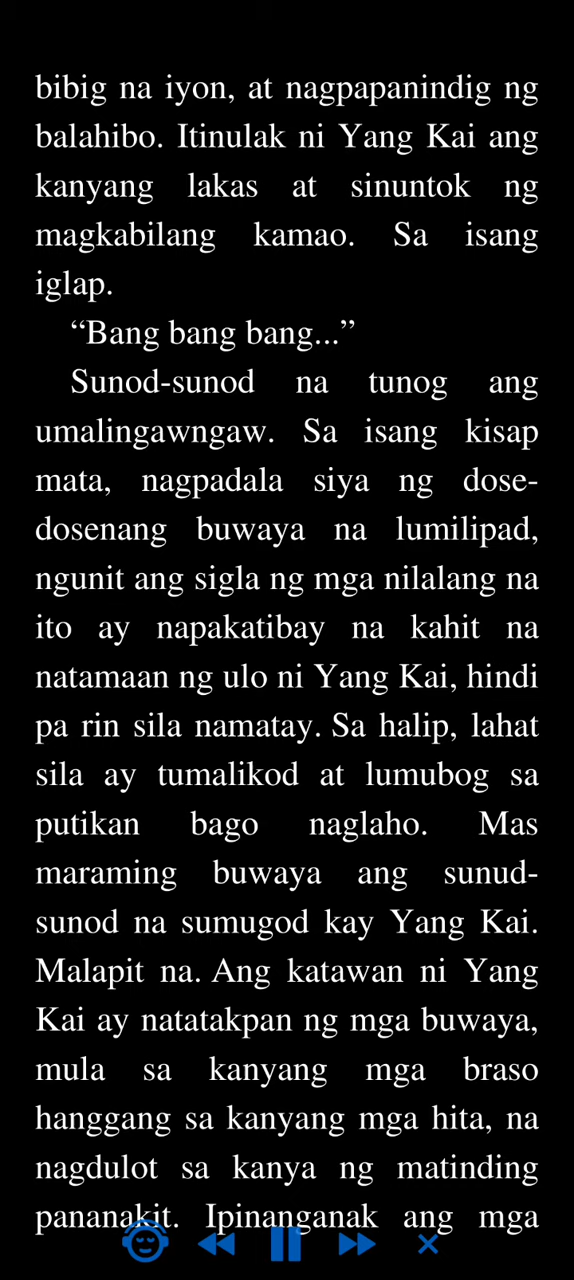 bibig na iyon, at nagpapanindig ng
balahibo. Itinulak ni Yang Kai ang
kanyang lakas at sinuntok ng
magkabilang kamao. Sa isang
iglap.
“Bang bang bang...”
Sunod-sunod na tunog ang
umalingawngaw. Sa isang kisap
mata, nagpadala siya ng dose-
dosenang buwaya na lumilipad,
ngunit ang sigla ng mga nilalang na
ito ay napakatibay na kahit na
natamaan ng ulo ni Yang Kai, hindi
pa rin sila namatay. Sa halip, lahat
sila ay tumalikod at lumubog sa
putikan bago naglaho. Mas
maraming buwaya ang sunud-
sunod na sumugod kay Yang Kai.
Malapit na. Ang katawan ni Yang
Kai ay natatakpan ng mga buwaya,
mula sa kanyang mga braso
hanggang sa kanyang mga hita, na
nagdulot sa kanya ng matinding
pananakit. Ipinanganak ang mga